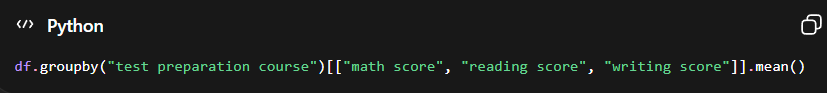 </> Python
df.groupby("test preparation course")[["math score", "reading score", "writing score"]].mean()